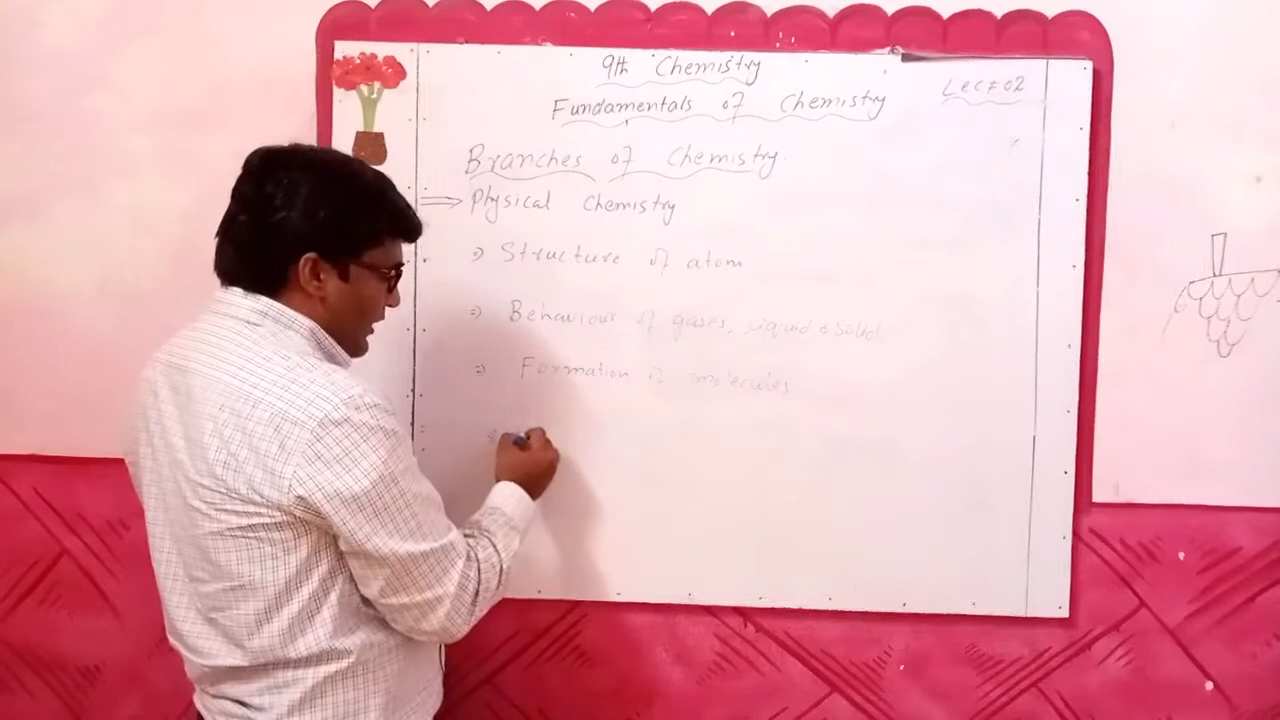 9th Chemistry
Fundamentals of Chemistry
Lec # 02
Branches of Chemistry.
⇒ Physical Chemistry
⇒ Structure of atom
⇒ Behaviour of gases, liquid & Solid
⇒ Formation of molecules